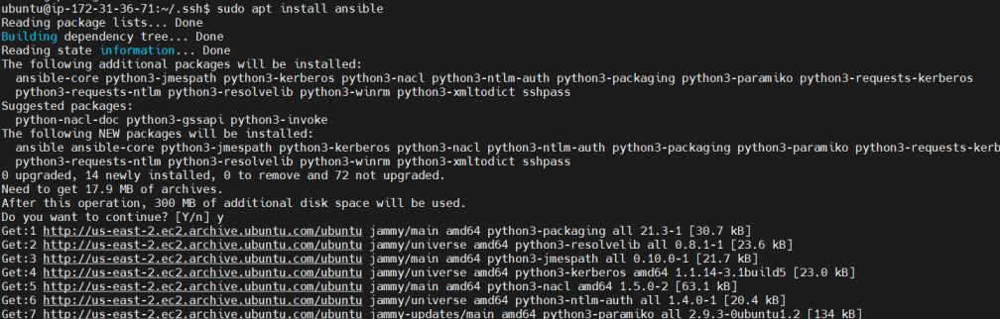 ubuntu@ip-172-31-36-71:~/.ssh$ sudo apt install ansible
Reading package lists... Done
Building dependency tree... Done
Reading state information... Done
The following additional packages will be installed:
  ansible-core python3-jmespath python3-kerberos python3-nacl python3-ntlm-auth python3-packaging python3-paramiko python3-requests-kerberos
  python3-requests-ntlm python3-resolvelib python3-winrm python3-xmltodict sshpass
Suggested packages:
  python-nacl-doc python3-gssapi python3-invoke
The following NEW packages will be installed:
  ansible ansible-core python3-jmespath python3-kerberos python3-nacl python3-ntlm-auth python3-packaging python3-paramiko python3-requests-kerb
  python3-requests-ntlm python3-resolvelib python3-winrm python3-xmltodict sshpass
0 upgraded, 14 newly installed, 0 to remove and 72 not upgraded.
Need to get 17.9 MB of archives.
After this operation, 300 MB of additional disk space will be used.
Do you want to continue? [Y/n] y
Get:1 http://us-east-2.ec2.archive.ubuntu.com/ubuntu jammy/main amd64 python3-packaging all 21.3-1 [30.7 kB]
Get:2 http://us-east-2.ec2.archive.ubuntu.com/ubuntu jammy/universe amd64 python3-resolvelib all 0.8.1-1 [23.6 kB]
Get:3 http://us-east-2.ec2.archive.ubuntu.com/ubuntu jammy/main amd64 python3-jmespath all 0.10.0-1 [21.7 kB]
Get:4 http://us-east-2.ec2.archive.ubuntu.com/ubuntu jammy/universe amd64 python3-kerberos amd64 1.1.14-3.1build5 [23.0 kB]
Get:5 http://us-east-2.ec2.archive.ubuntu.com/ubuntu jammy/main amd64 python3-nacl amd64 1.5.0-2 [63.1 kB]
Get:6 http://us-east-2.ec2.archive.ubuntu.com/ubuntu jammy/universe amd64 python3-ntlm-auth all 1.4.0-1 [20.4 kB]
Get:7 http://us-east-2.ec2.archive.ubuntu.com/ubuntu jammy-updates/main amd64 python3-paramiko all 2.9.3-0ubuntu1.2 [134 kB]